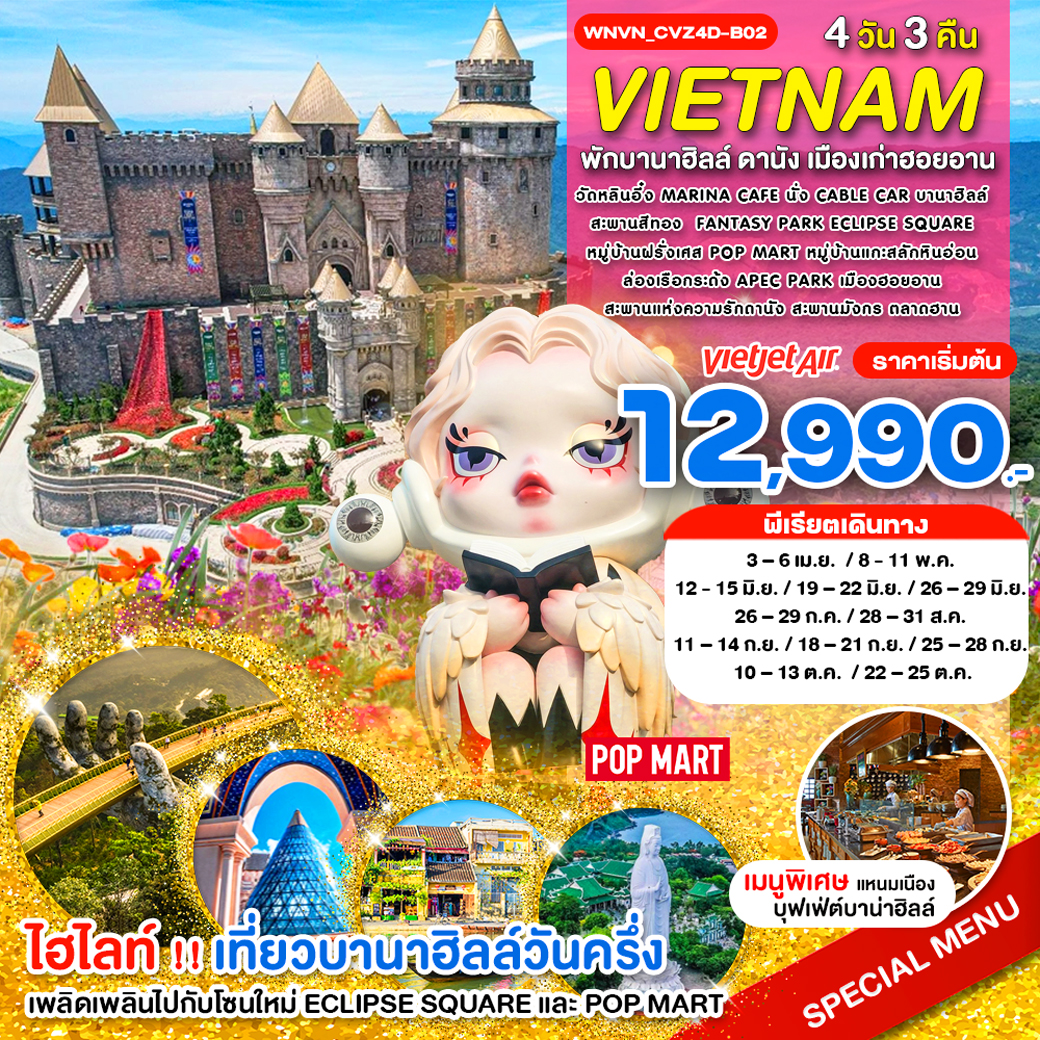 WNVN_CVZ4D-B02
4 วัน 3 คืน
VIETNAM
พักบานาฮิลล์ ดานัง เมืองเก่าฮอยอาน
วัดหลินอึ๋ง MARINA CAFE นั่ง CABLE CAR บานาฮิลล์
สะพานสีทอง FANTASY PARK ECLIPSE SQUARE
หมู่บ้านฝรั่งเศส POP MART หมู่บ้านแกะสลักหินอ่อน
ล่องเรือกระด้ง APEC PARK เมืองฮอยอาน
สะพานแห่งความรักดานัง สะพานมังกร ตลาดฮาน
vietjet Air
ราคาเริ่มต้น
12,990.-
พีเรียตเดินทาง
3 – 6 เม.ย. / 8 - 11 พ.ค.
12 - 15 มิ.ย. / 19 – 22 มิ.ย. / 26 – 29 มิ.ย.
26 – 29 ก.ค. / 28 – 31 ส.ค.
11 – 14 ก.ย. / 18 – 21 ก.ย. / 25 – 28 ก.ย.
10 – 13 ต.ค. / 22 – 25 ต.ค.
POP MART
เมนูพิเศษ แหนมเนือง
บุฟเฟ่ต์บาน่าฮิลล์
SPECIAL MENU
ไฮไลท์ !! เที่ยวบานาฮิลล์วันครึ่ง
เพลิดเพลินไปกับโซนใหม่ ECLIPSE SQUARE และ POP MART